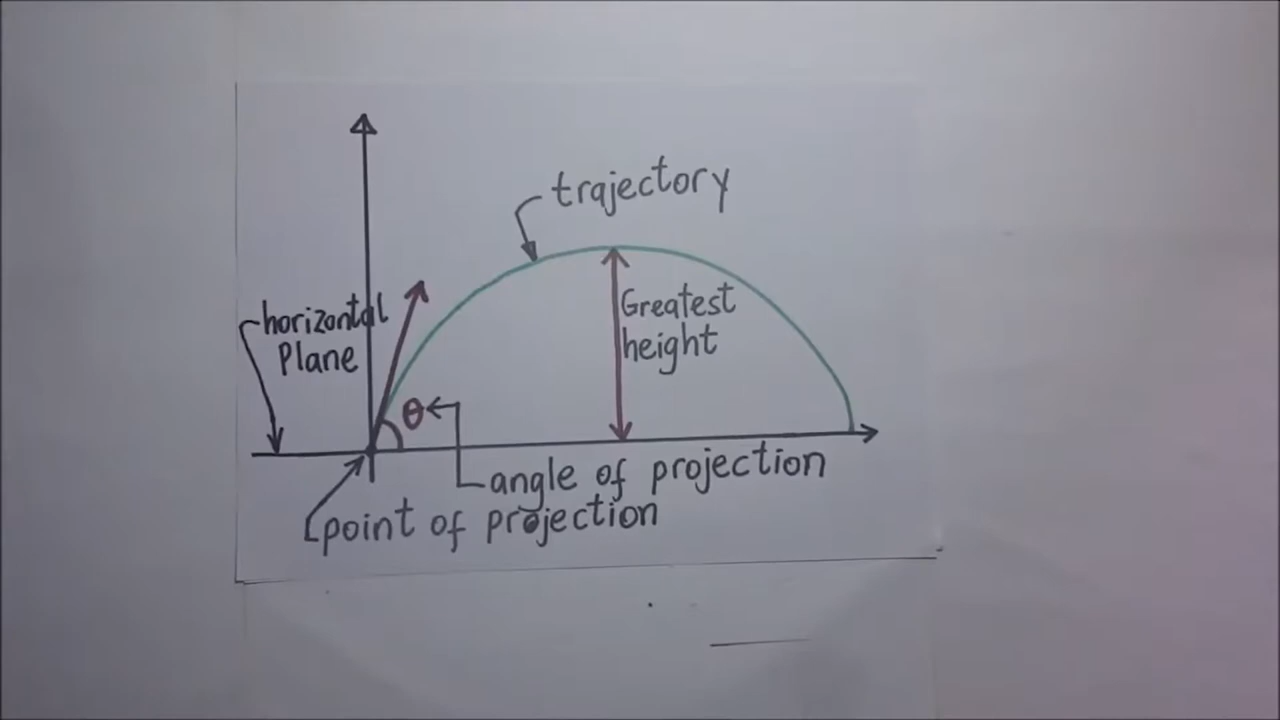 trajectory
Greatest
height
horizontal
Plane
θ
angle of projection
point of projection